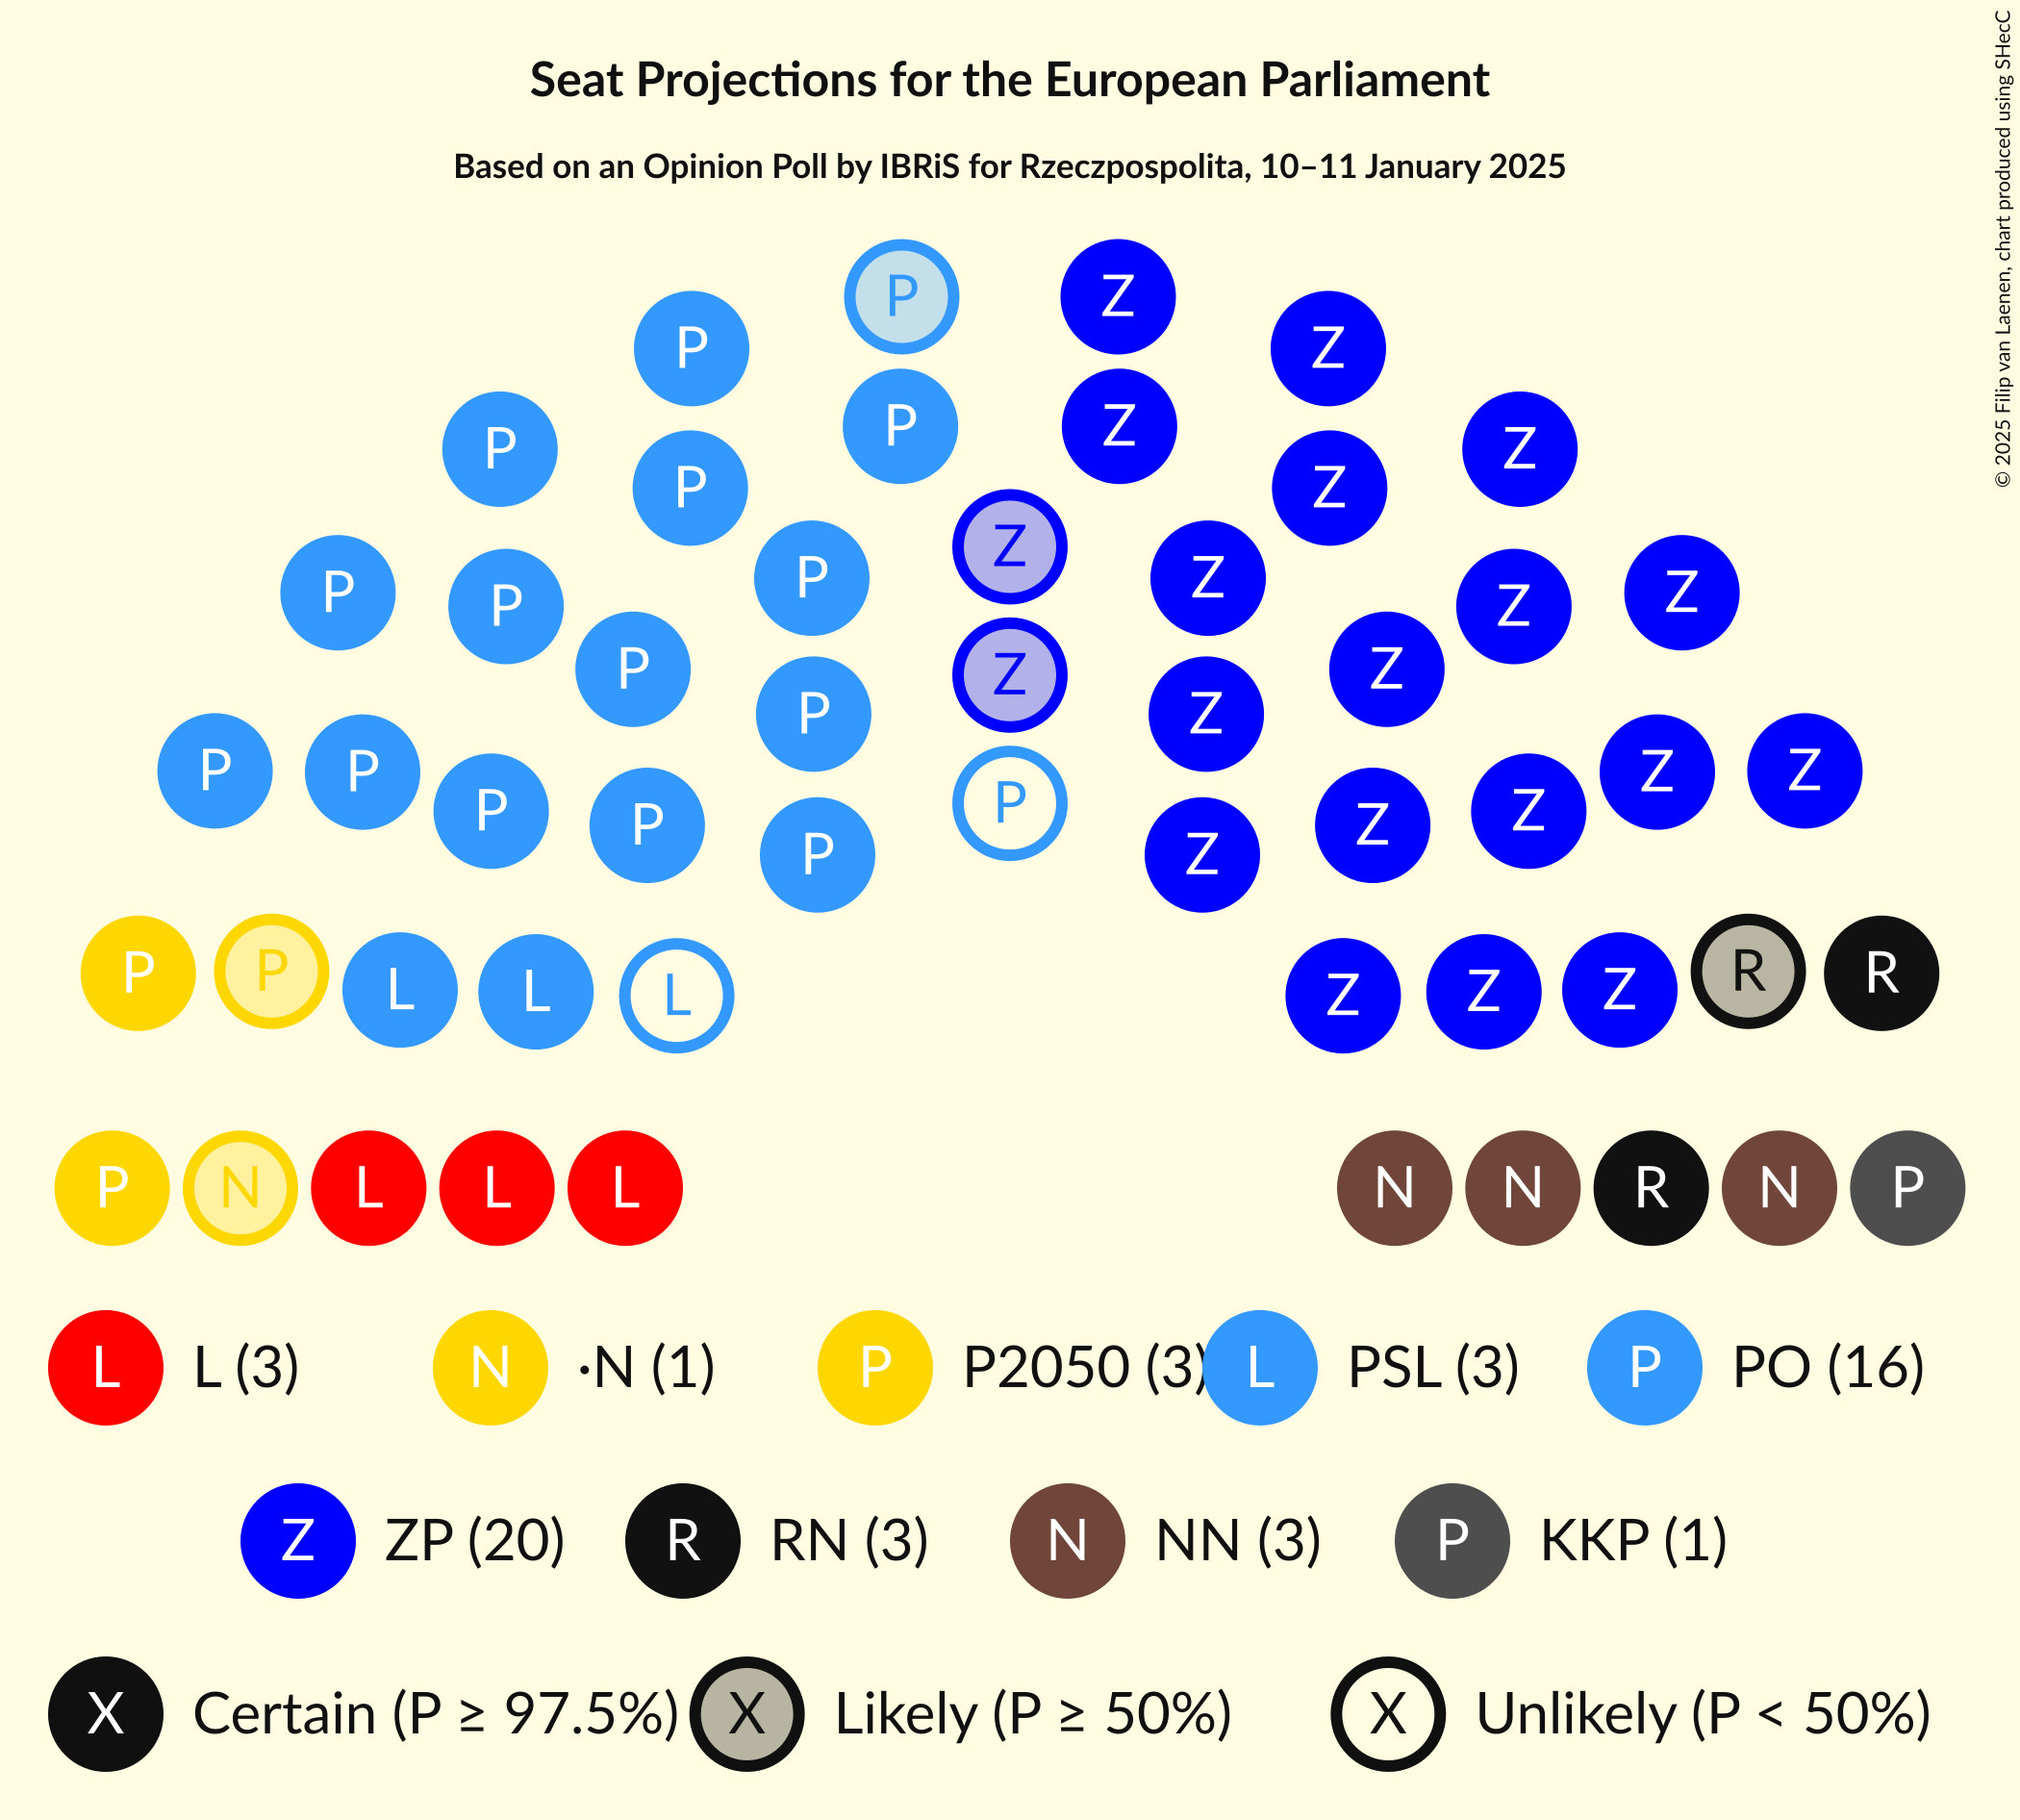 Seat Projections for the European Parliament
Based on an Opinion Poll by IBRiS for Rzeczpospolita, 10–11 January 2025
© 2025 Filip van Laenen, chart produced using SHecC
P Z
P Z
P P Z Z
P P Z Z
Z
P Z
P P Z Z
P Z
Z
P Z
P P Z Z
P P P Z
P Z
P Z
P P L L L Z Z Z R R
P N L L L N N R N P
L L (3) N ·N (1) P P2050 (3) L PSL (3) P PO (16)
Z ZP (20) R RN (3) N NN (3) P KKP (1)
X Certain (P ≥ 97.5%) X Likely (P ≥ 50%) X Unlikely (P < 50%)